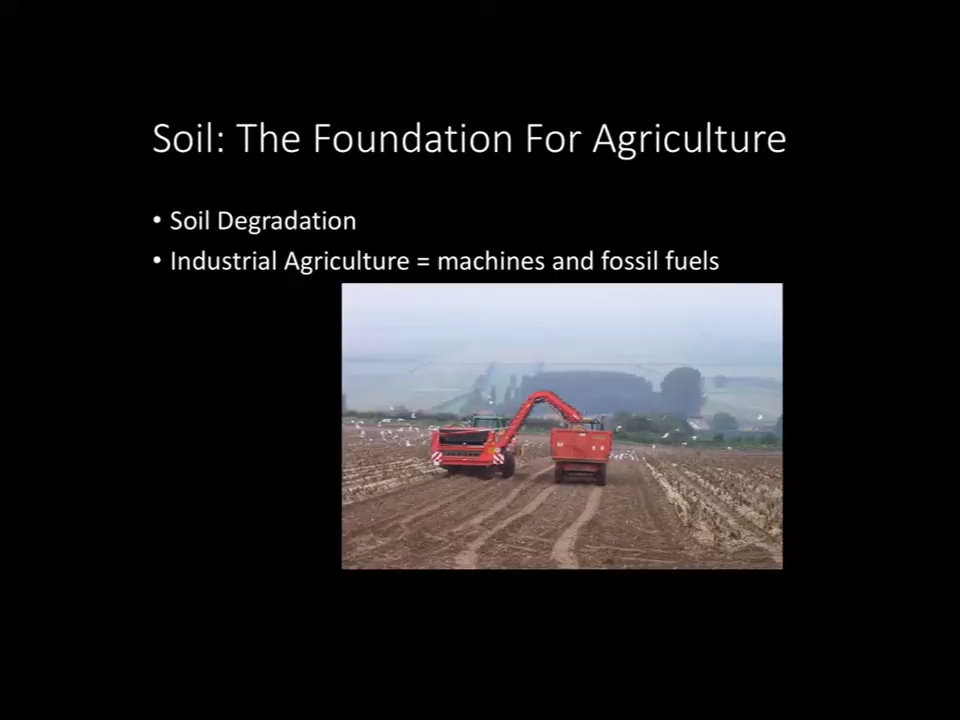 Soil: The Foundation For Agriculture
• Soil Degradation
• Industrial Agriculture = machines and fossil fuels